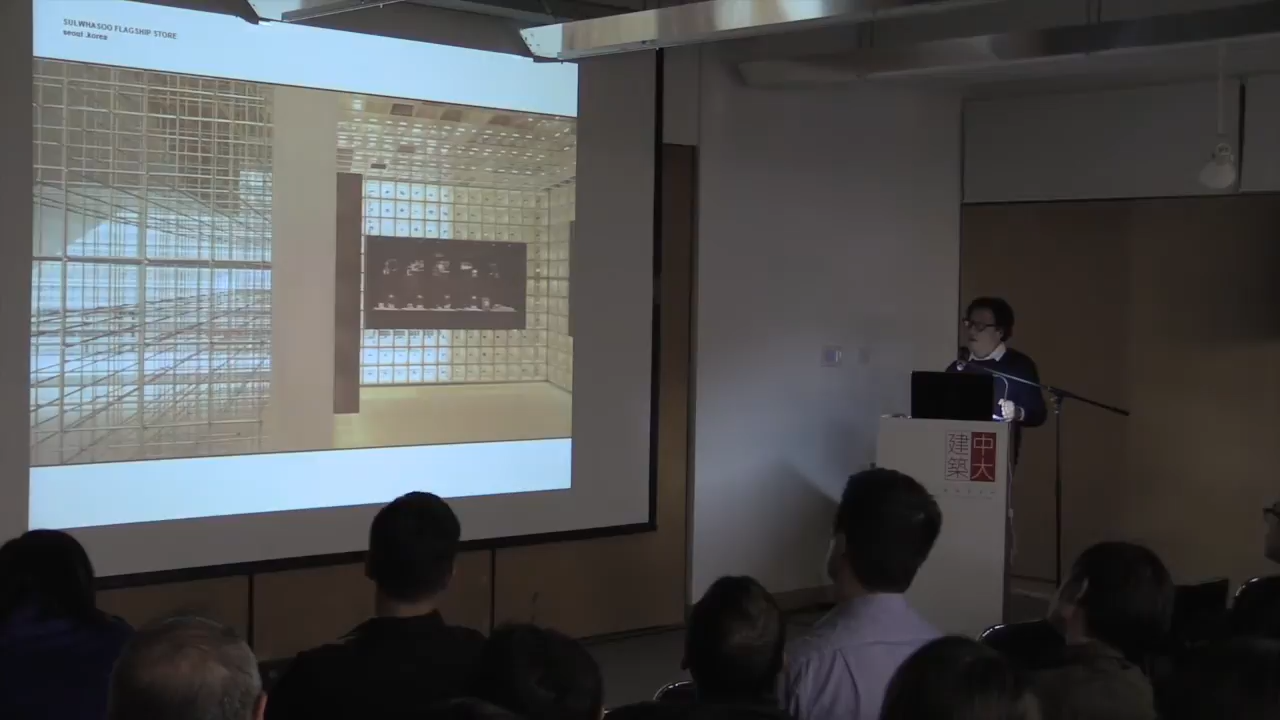 SULWHASOO FLAGSHIP STORE
seoul .korea
建 中
築 大